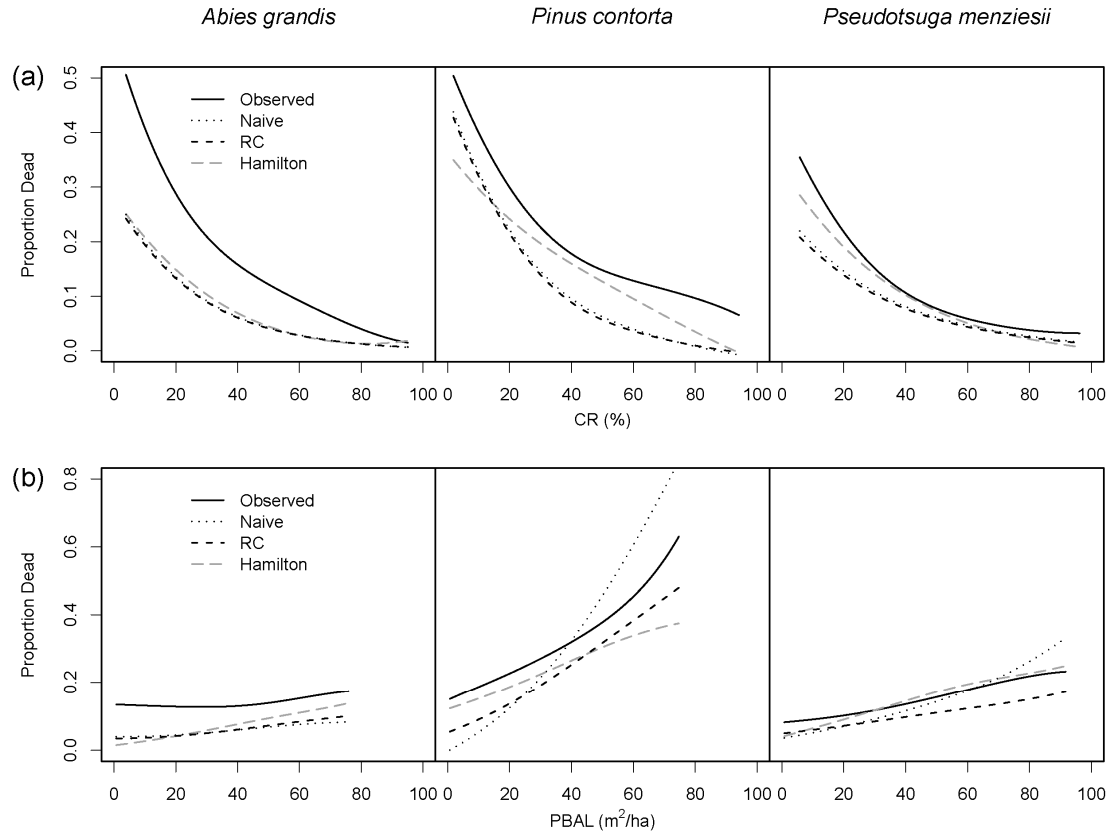 Abies grandis Pinus contorta Pseudotsuga menziesii
(a)
Proportion Dead
0.5
0.4
0.3
0.2
0.1
0.0
Observed
Naive
RC
Hamilton
0 20 40 60 80 100 0 20 40 60 80 100 0 20 40 60 80 100
CR (%)
(b)
Proportion Dead
0.8
0.6
0.4
0.2
0.0
Observed
Naive
RC
Hamilton
0 20 40 60 80 100 0 20 40 60 80 100 0 20 40 60 80 100
PBAL (m²/ha)